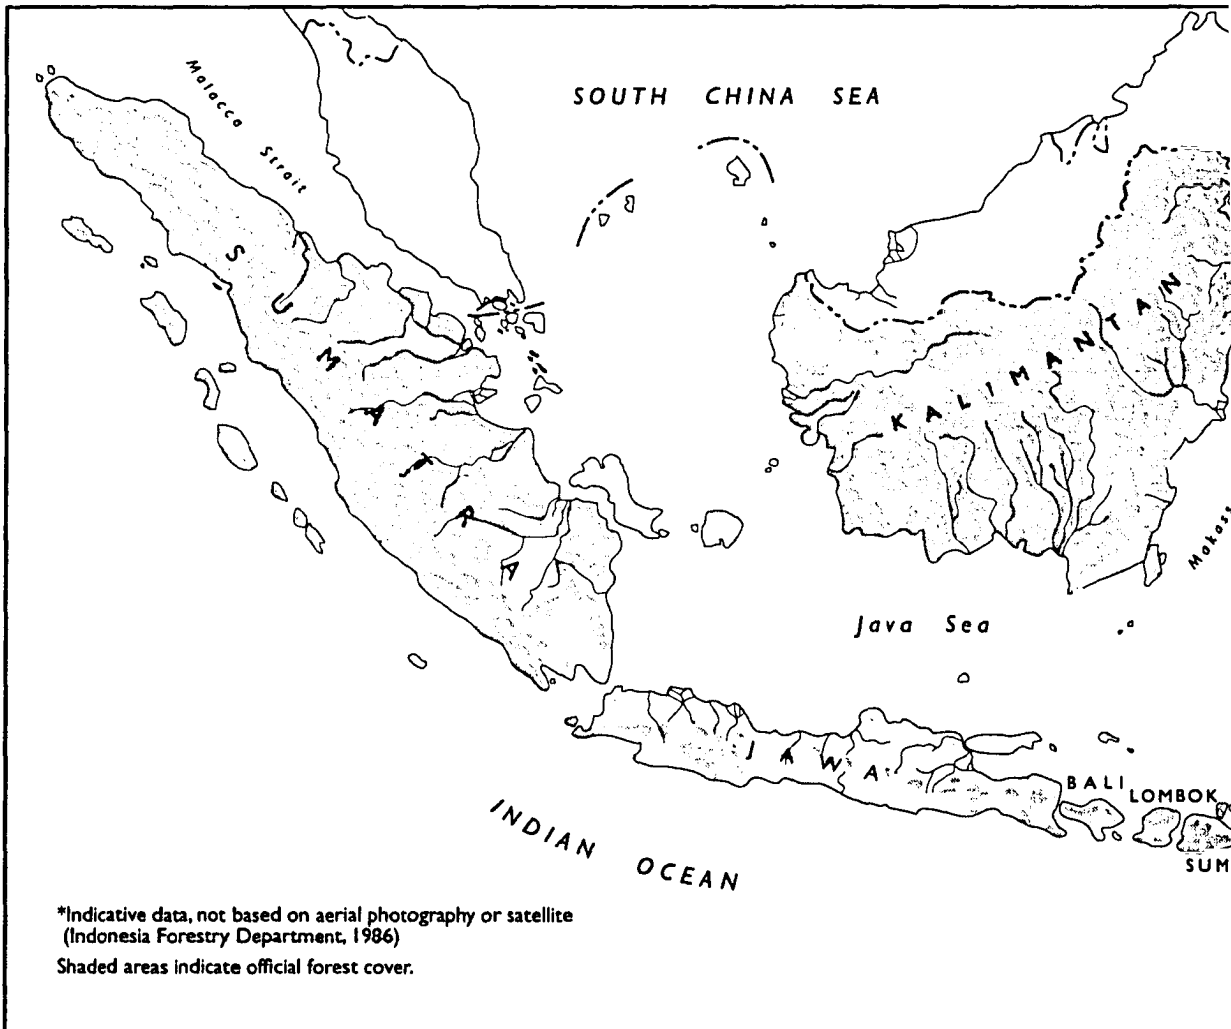 Malacca Strait
SOUTH CHINA SEA
SUMATRA
KALIMANTAN
Java Sea
JAWA
BALI
LOMBOK
SUM
INDIAN OCEAN
*Indicative data, not based on aerial photography or satellite
(Indonesia Forestry Department, 1986)
Shaded areas indicate official forest cover.